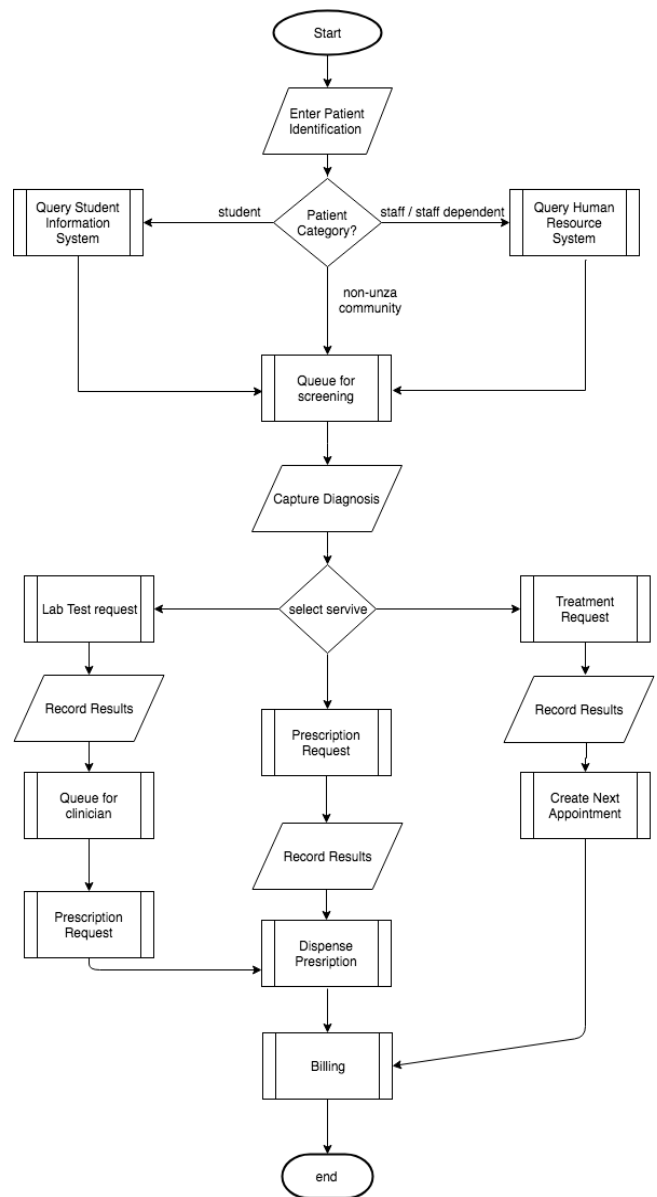 Start
Enter Patient
Identification
Query Student
Information
System
student
Patient
Category?
staff / staff dependent
Query Human
Resource
System
non-unza
community
Queue for
screening
Capture Diagnosis
Lab Test request
select servive
Treatment
Request
Record Results
Prescription
Request
Record Results
Queue for
clinician
Create Next
Appointment
Record Results
Prescription
Request
Dispense
Presription
Billing
end